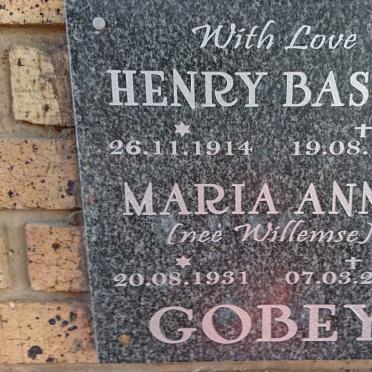 With Love
HENRY BAS
* †
26.11.1914 19.08.
MARIA ANN
(nee Willemse)
* †
20.08.1931 07.03.2
GOBEY